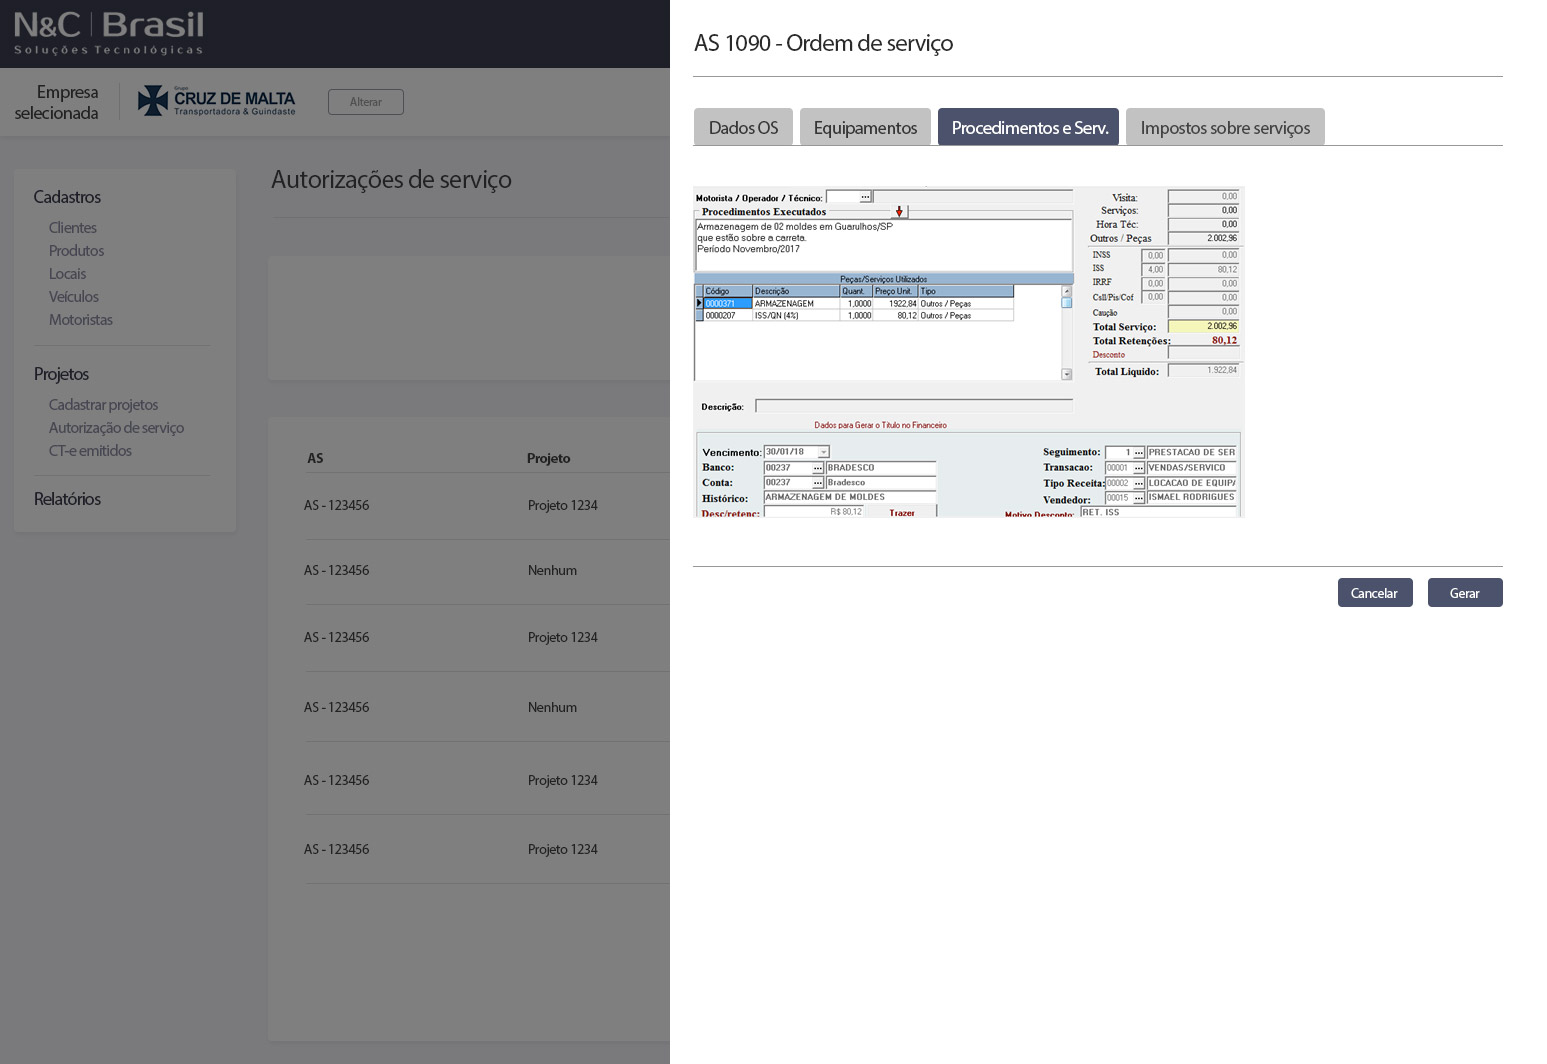 N&C | Brasil
Soluções Tecnológicas
Empresa
selecionada
Grupo
CRUZ DE MALTA
Transportadora & Guindaste
Alterar
Cadastros
Clientes
Produtos
Locais
Veículos
Motoristas
Projetos
Cadastrar projetos
Autorização de serviço
CT-e emitidos
Relatórios
Autorizações de serviço
AS Projeto
AS - 123456 Projeto 1234
AS - 123456 Nenhum
AS - 123456 Projeto 1234
AS - 123456 Nenhum
AS - 123456 Projeto 1234
AS - 123456 Projeto 1234
AS 1090 - Ordem de serviço
Dados OS Equipamentos Procedimentos e Serv. Impostos sobre serviços
Motorista / Operador / Técnico: ...
Procedimentos Executados
Armazenagem de 02 moldes em Guarulhos/SP
que estão sobre a carreta.
Período Novembro/2017
Peças/Serviços Utilizados
Código Descrição Quant. Preço Unit. Tipo
0000371 ARMAZENAGEM 1,0000 1922,84 Outros / Peças
0000207 ISS/QN (4%) 1,0000 80,12 Outros / Peças
Visita: 0,00
Serviços: 0,00
Hora Téc: 0,00
Outros / Peças 2.002,96
INSS 0,00 0,00
ISS 4,00 80,12
IRRF 0,00 0,00
Csll/Pis/Cof 0,00 0,00
Caução 0,00
Total Serviço: 2.002,96
Total Retenções: 80,12
Desconto
Total Liquido: 1.922,84
Descrição:
Dados para Gerar o Titulo no Financeiro
Vencimento: 30/01/18
Banco: 00237 ... BRADESCO
Conta: 00237 ... Bradesco
Histórico: ARMAZENAGEM DE MOLDES
Desc/retenc: R$ 80,12 Trazer
Seguimento: 1 ... PRESTACAO DE SER
Transacao: 00001 ... VENDAS/SERVICO
Tipo Receita: 00002 ... LOCACAO DE EQUIPA
Vendedor: 00015 ... ISMAEL RODRIGUES
Motivo Desconto: RET. ISS
Cancelar Gerar